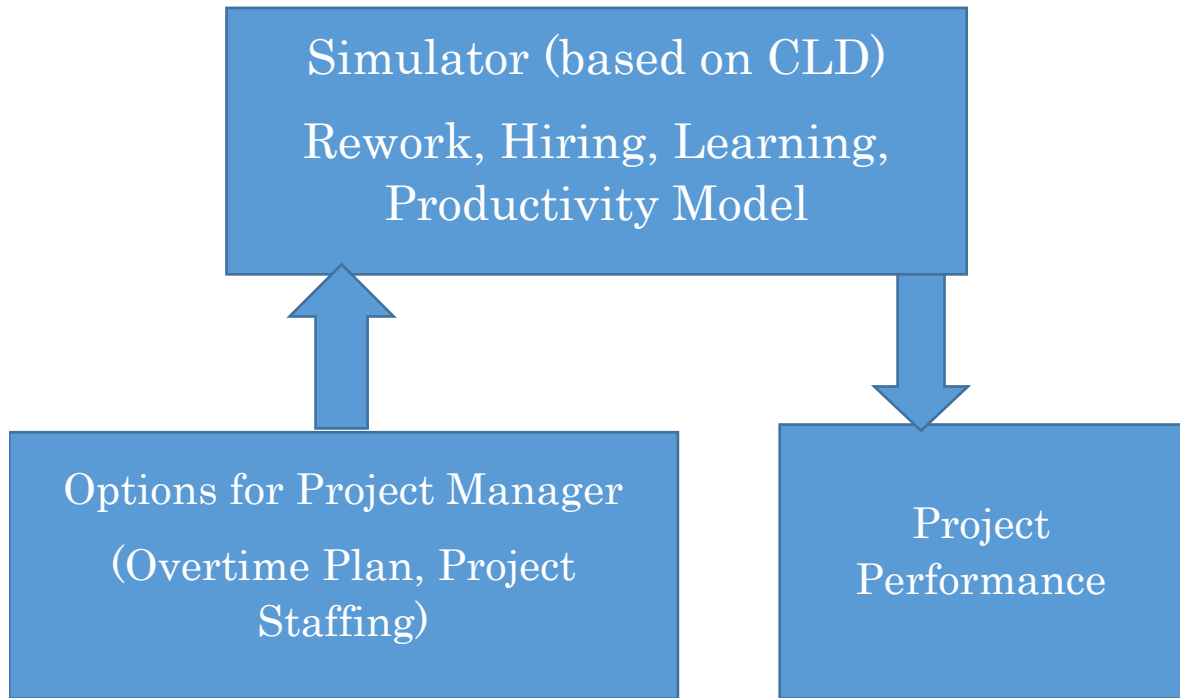 Simulator (based on CLD)
Rework, Hiring, Learning,
Productivity Model
Options for Project Manager
(Overtime Plan, Project
Staffing)
Project
Performance